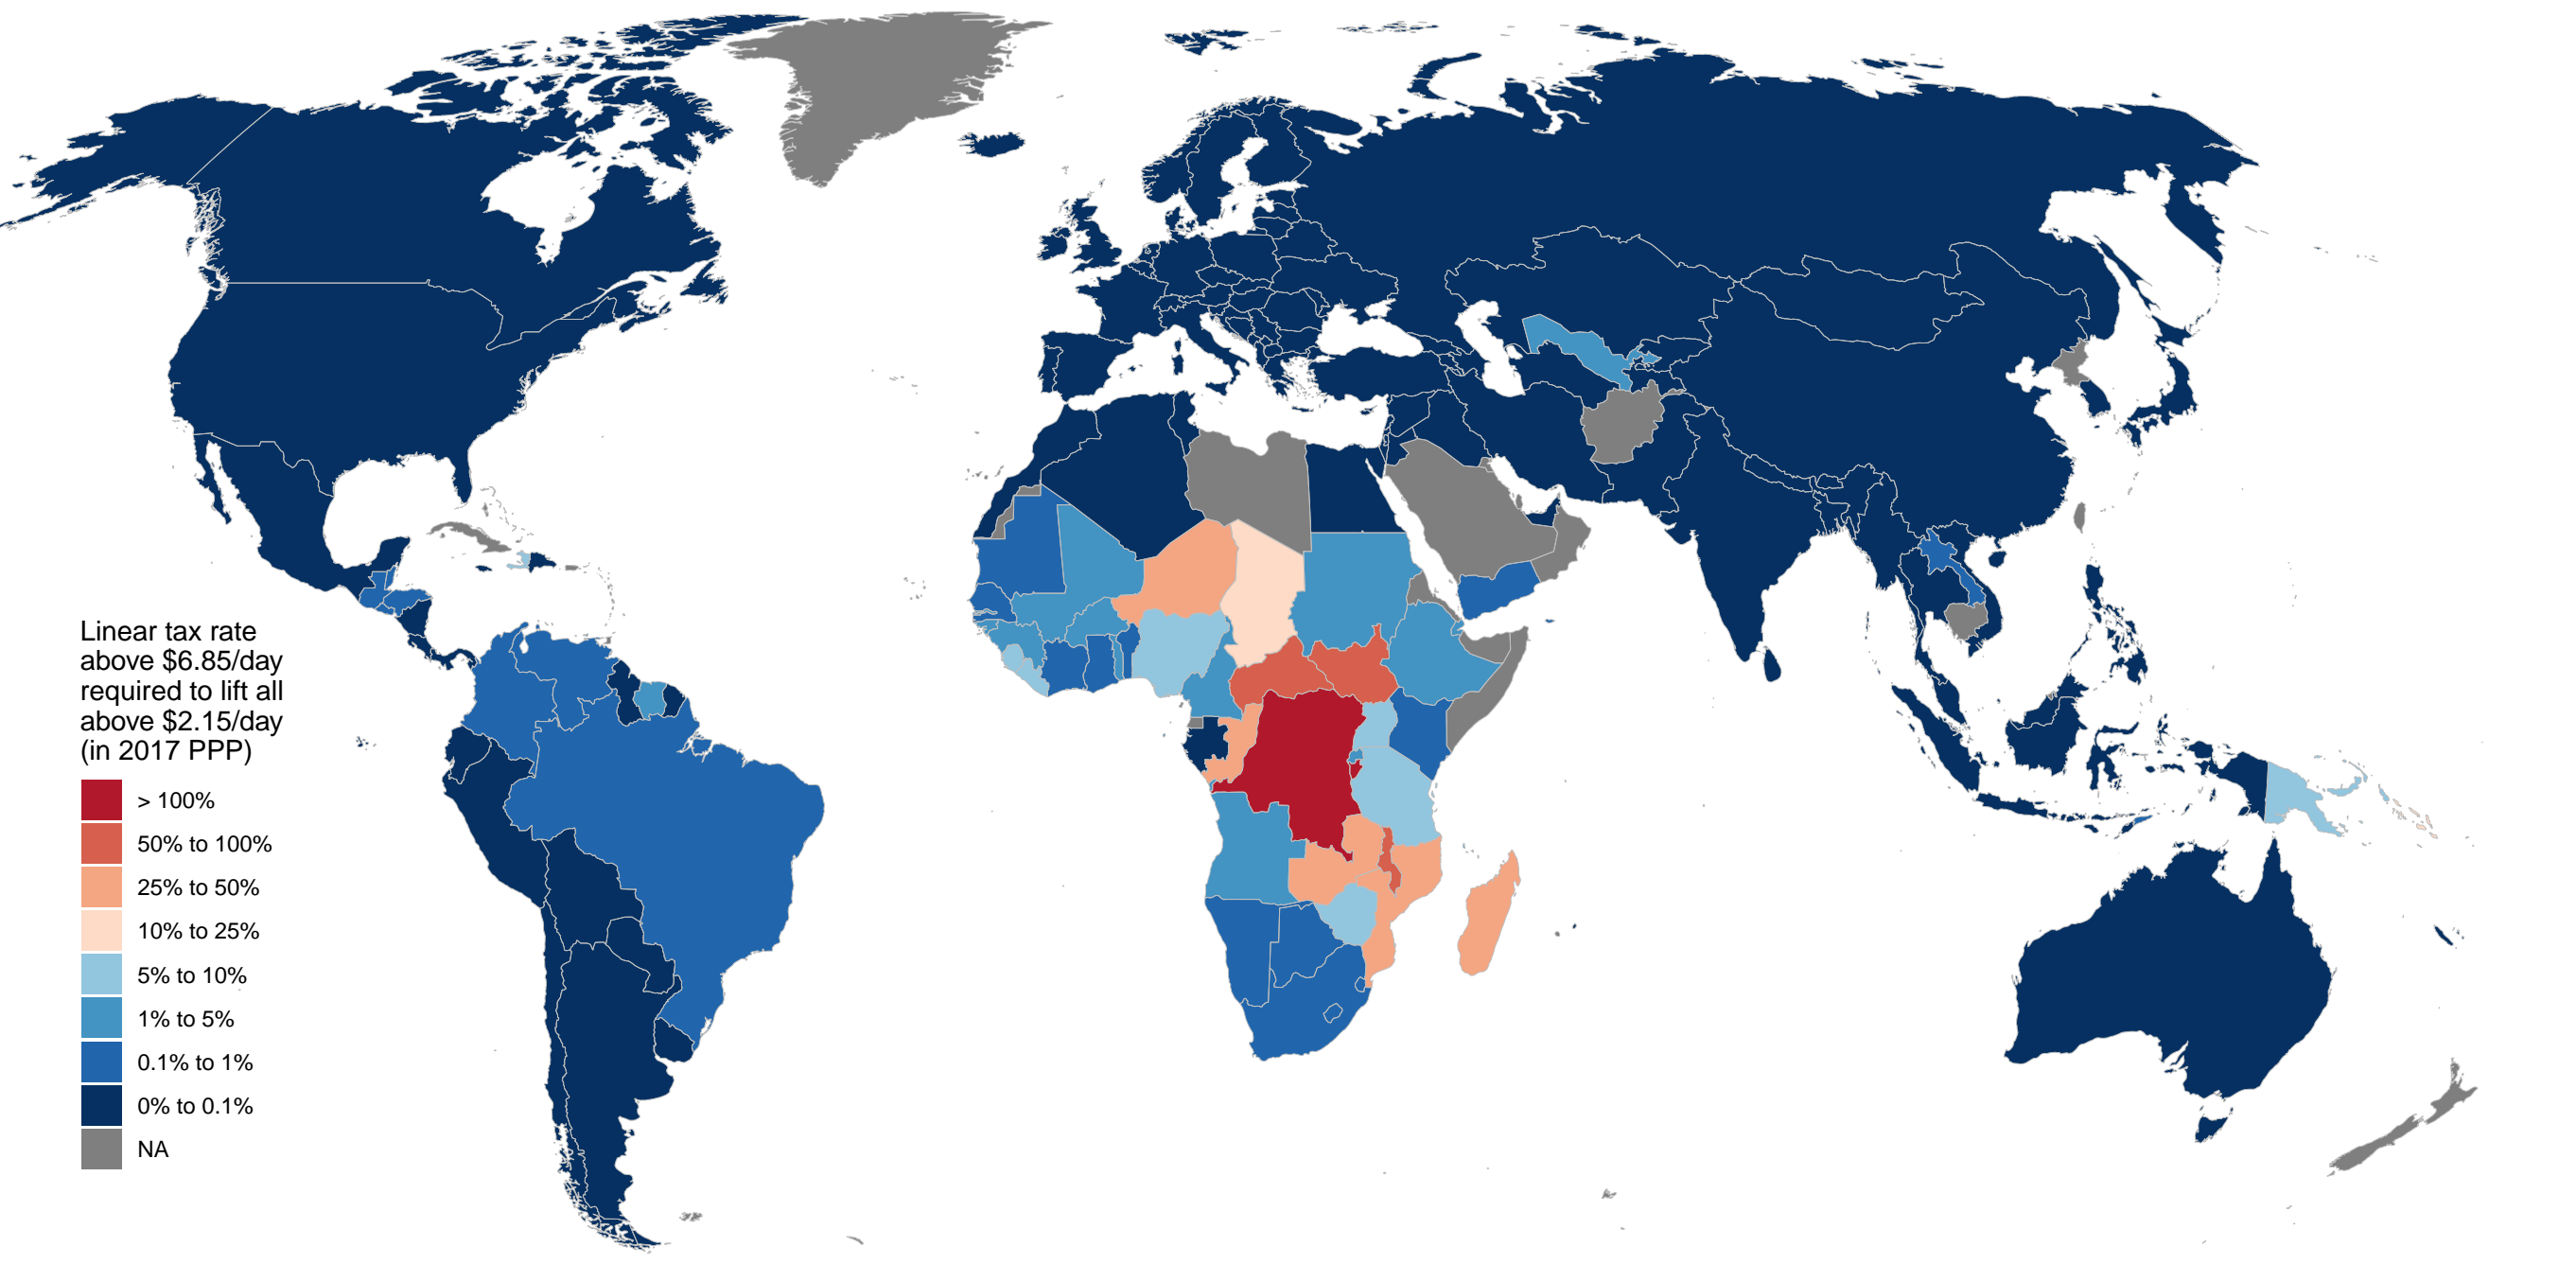 Linear tax rate
above $6.85/day
required to lift all
above $2.15/day
(in 2017 PPP)
> 100%
50% to 100%
25% to 50%
10% to 25%
5% to 10%
1% to 5%
0.1% to 1%
0% to 0.1%
NA